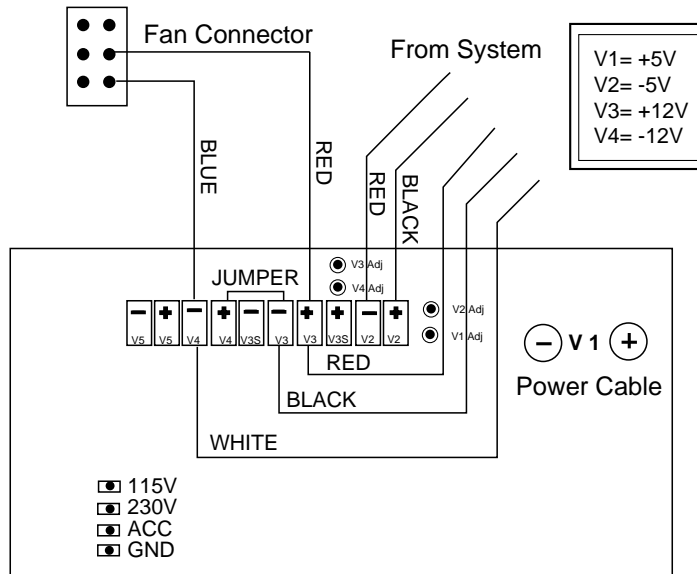 Fan Connector
From System
V1= +5V
V2= -5V
V3= +12V
V4= -12V
BLUE
RED
RED
BLACK
JUMPER
V3 Adj
V4 Adj
V2 Adj
V1 Adj
− + − + − − + + − +
V5 V5 V4 V4 V3S V3 V3 V3S V2 V2
− V 1 +
Power Cable
RED
BLACK
WHITE
115V
230V
ACC
GND